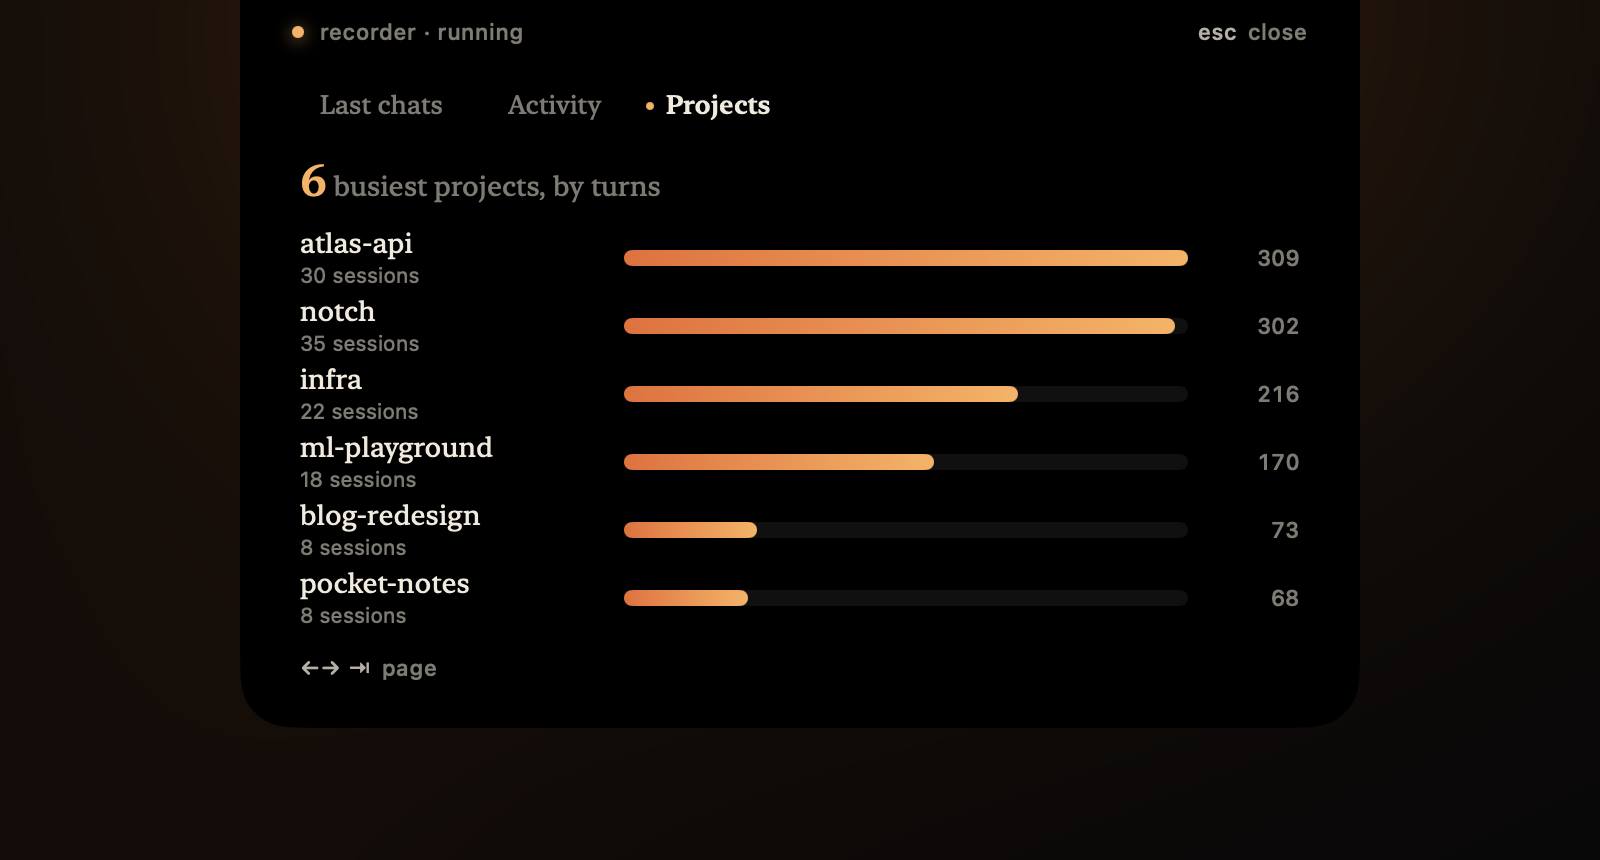 recorder · running esc close
Last chats Activity • Projects
6 busiest projects, by turns
atlas-api
30 sessions
309
notch
35 sessions
302
infra
22 sessions
216
ml-playground
18 sessions
170
blog-redesign
8 sessions
73
pocket-notes
8 sessions
68
←→ ⇥ page